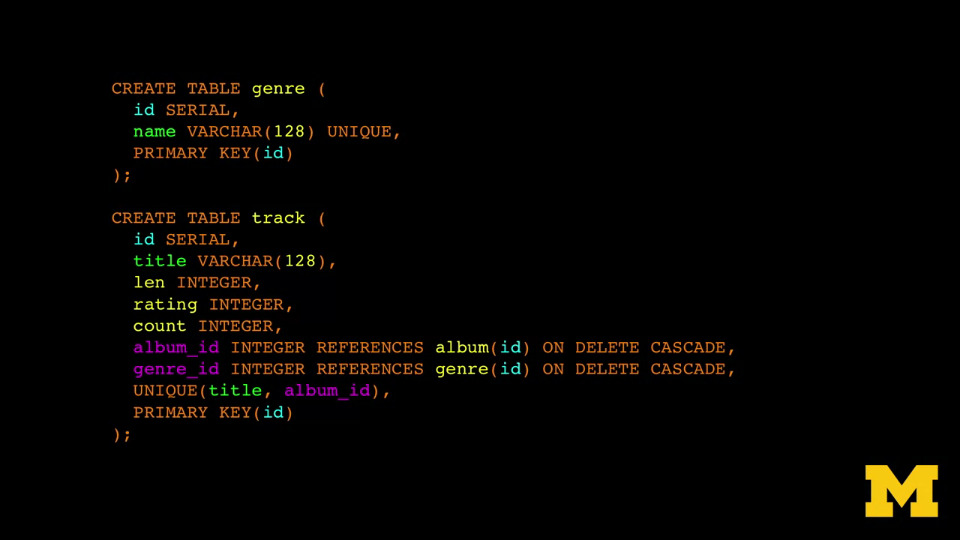 CREATE TABLE genre (
  id SERIAL,
  name VARCHAR(128) UNIQUE,
  PRIMARY KEY(id)
);

CREATE TABLE track (
  id SERIAL,
  title VARCHAR(128),
  len INTEGER,
  rating INTEGER,
  count INTEGER,
  album_id INTEGER REFERENCES album(id) ON DELETE CASCADE,
  genre_id INTEGER REFERENCES genre(id) ON DELETE CASCADE,
  UNIQUE(title, album_id),
  PRIMARY KEY(id)
);
M